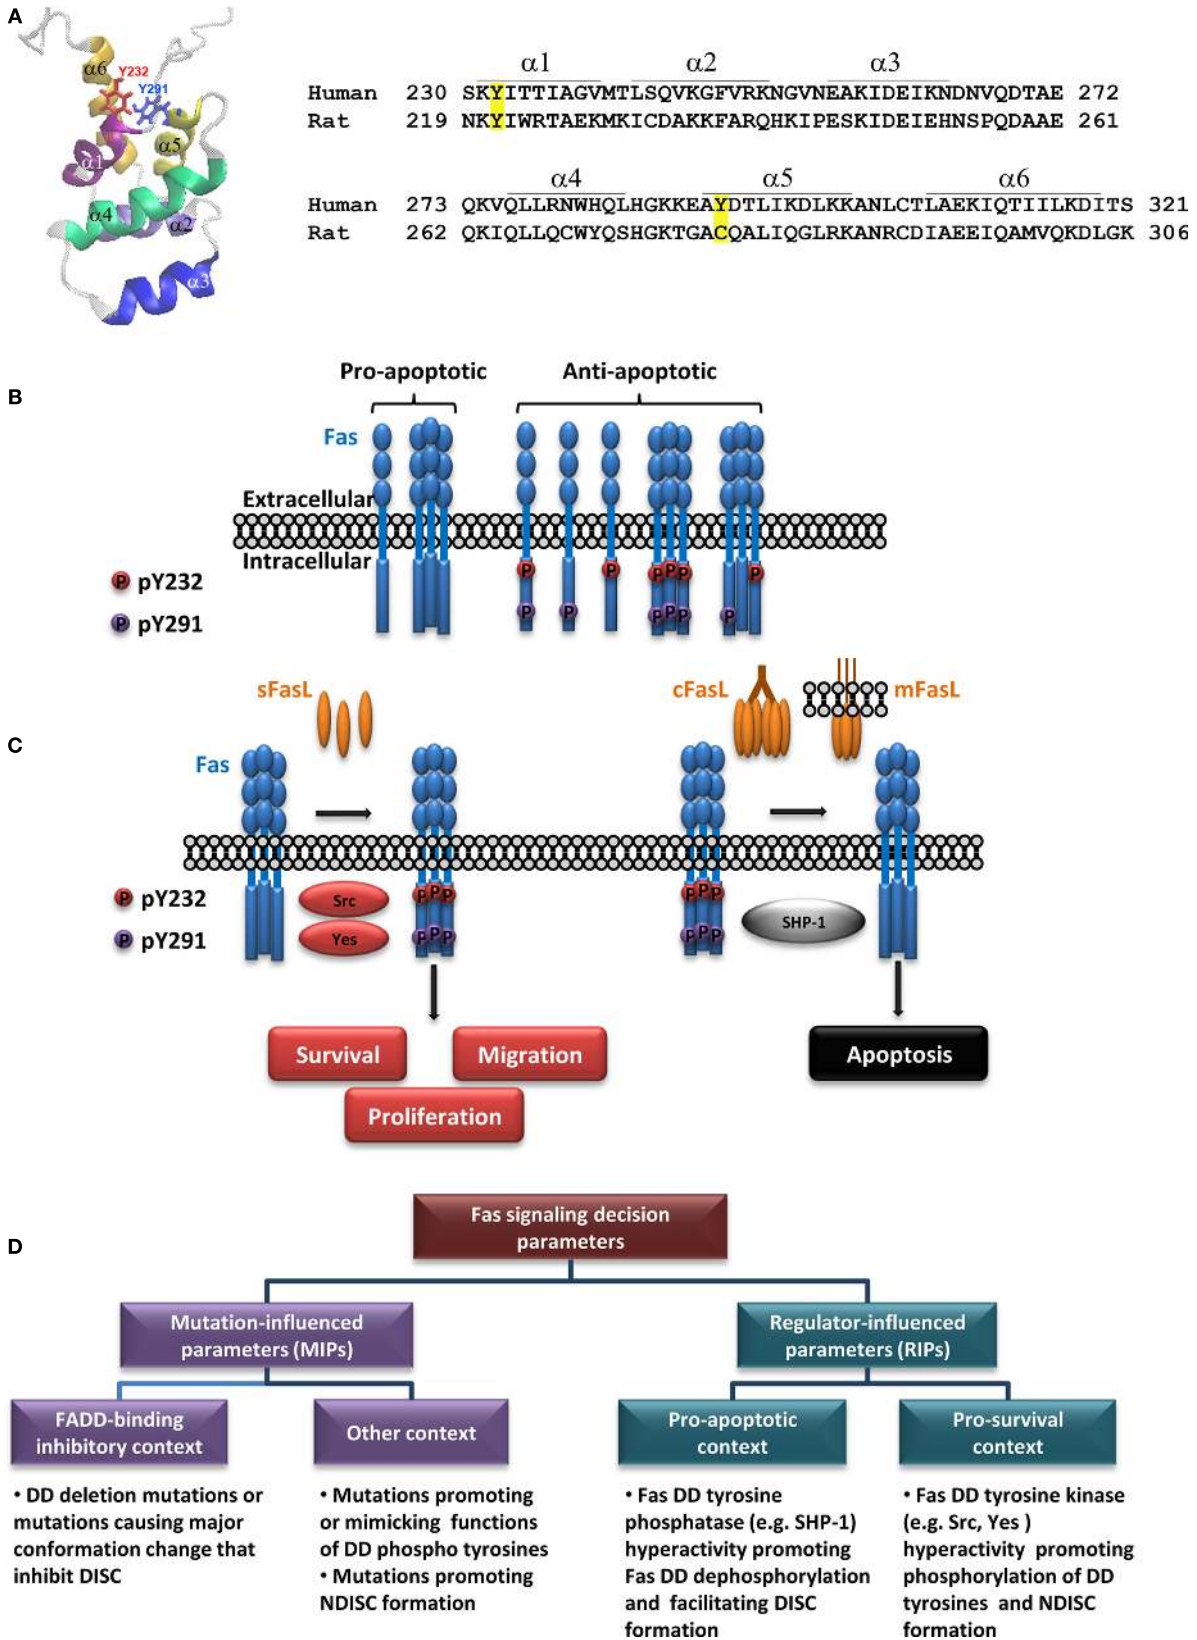 A
α6
Y232
Y291
α1
α5
α4
α2
α3
α1 α2 α3
Human 230 SKYITTIAGVMTLSQVKGFVRKNGVNEAKIDEIKNDNVQDTAE 272
Rat 219 NKYIWRTAEKMKICDAKKFARQHKIPESKIDEIEHNSPQDAAE 261
α4 α5 α6
Human 273 QKVQLLRNWHQLHGKKEAYDTLIKDLKKANLCTLAEKIQTIILKDITS 321
Rat 262 QKIQLLQCWYQSHGKTGACQALIQGLRKANRCDIAEEIQAMVQKDLGK 306
B
Pro-apoptotic Anti-apoptotic
Fas
Extracellular
Intracellular
P pY232
P P P P P P
P pY291
P P P P P P
sFasL cFasL mFasL
C
Fas
P pY232
Src
P P P P P P
P pY291
Yes
P P P P P P
SHP-1
Survival Migration
Proliferation
Apoptosis
D
Fas signaling decision
parameters
Mutation-influenced
parameters (MIPs)
Regulator-influenced
parameters (RIPs)
FADD-binding
inhibitory context
Other context
Pro-apoptotic
context
Pro-survival
context
• DD deletion mutations or
mutations causing major
conformation change that
inhibit DISC
• Mutations promoting
or mimicking functions
of DD phospho tyrosines
• Mutations promoting
NDISC formation
• Fas DD tyrosine
phosphatase (e.g. SHP-1)
hyperactivity promoting
Fas DD dephosphorylation
and facilitating DISC
formation
• Fas DD tyrosine kinase
(e.g. Src, Yes )
hyperactivity promoting
phosphorylation of DD
tyrosines and NDISC
formation